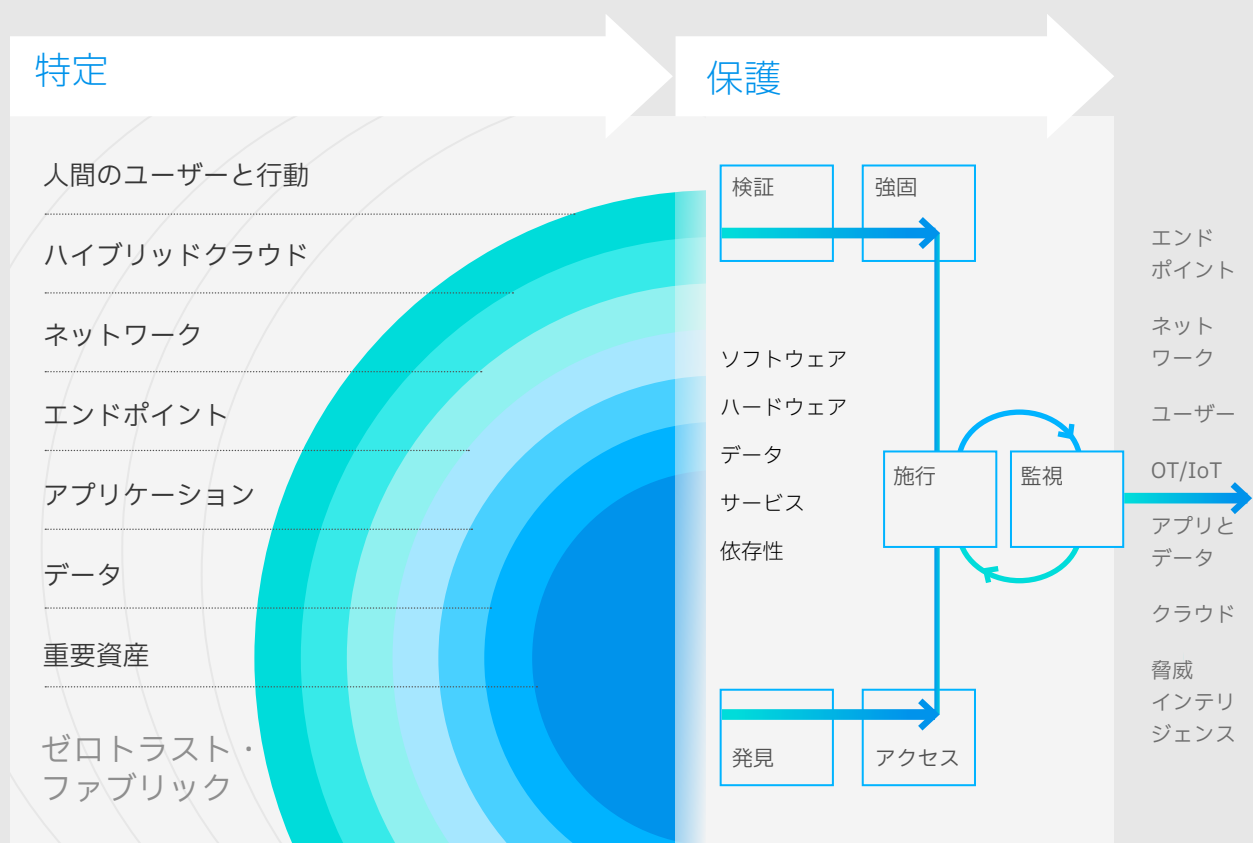 特定
保護
人間のユーザーと行動
ハイブリッドクラウド
ネットワーク
エンドポイント
アプリケーション
データ
重要資産
ゼロトラスト・
ファブリック
検証
強固
ソフトウェア
ハードウェア
データ
サービス
依存性
施行
監視
発見
アクセス
エンド
ポイント
ネット
ワーク
ユーザー
OT/IoT
アプリと
データ
クラウド
脅威
インテリ
ジェンス